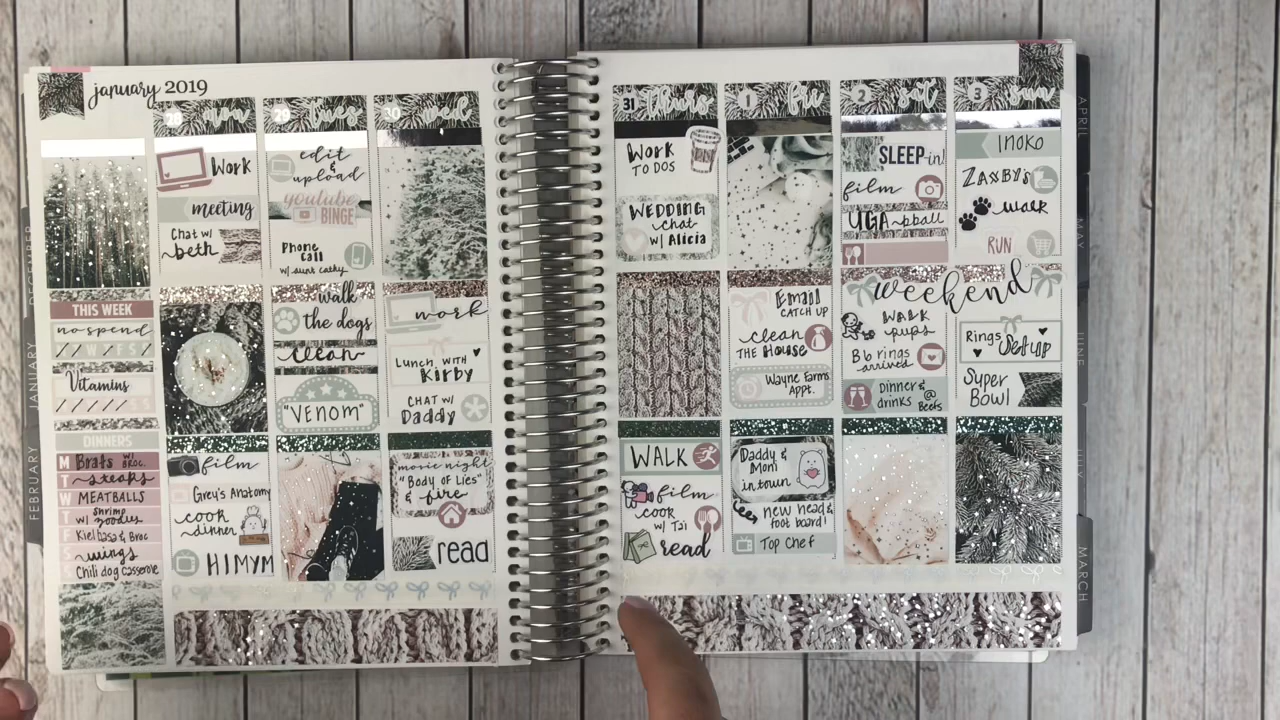 january 2019
THIS WEEK
no spend
Vitamins
DINNERS
M Brats w/ BROC.
T steaks
W MEATBALLS
T shrimp
w/ noodles
F Kielbasa & Broc
S wings
S Chili dog casserole
28 mon
Work
meeting
Chat w/
beth
film
Grey's Anatomy
cook
dinner
HIMYM
29 tues
edit
&
upload
youtube
BINGE
Phone
call
w/ aunt cathy
walk
the dogs
clean
"VENOM"
30 wed
work
Lunch with
Kirby
CHAT w/
Daddy
movie night
"Body of Lies"
& fire
read
31 thurs
Work
TO DOS
WEDDING
chat
w/ Alicia
WALK
film
cook
w/ Tai
read
1 fri
Email
CATCH UP
clean
THE House
Wayne Farms
Appt.
Daddy &
Mom
in town
new head &
foot board!
Top Chef
2 sat
SLEEP-in!
film
UGA bball
weekend
WALK
pups
B6 rings
arrived
Dinner &
drinks @
Beefs
3 sun
Inoko
ZAXBY'S
walk
RUN
Rings
Set up
Super
Bowl
DECEMBER
JANUARY
FEBRUARY
MARCH
APRIL
MAY
JUNE